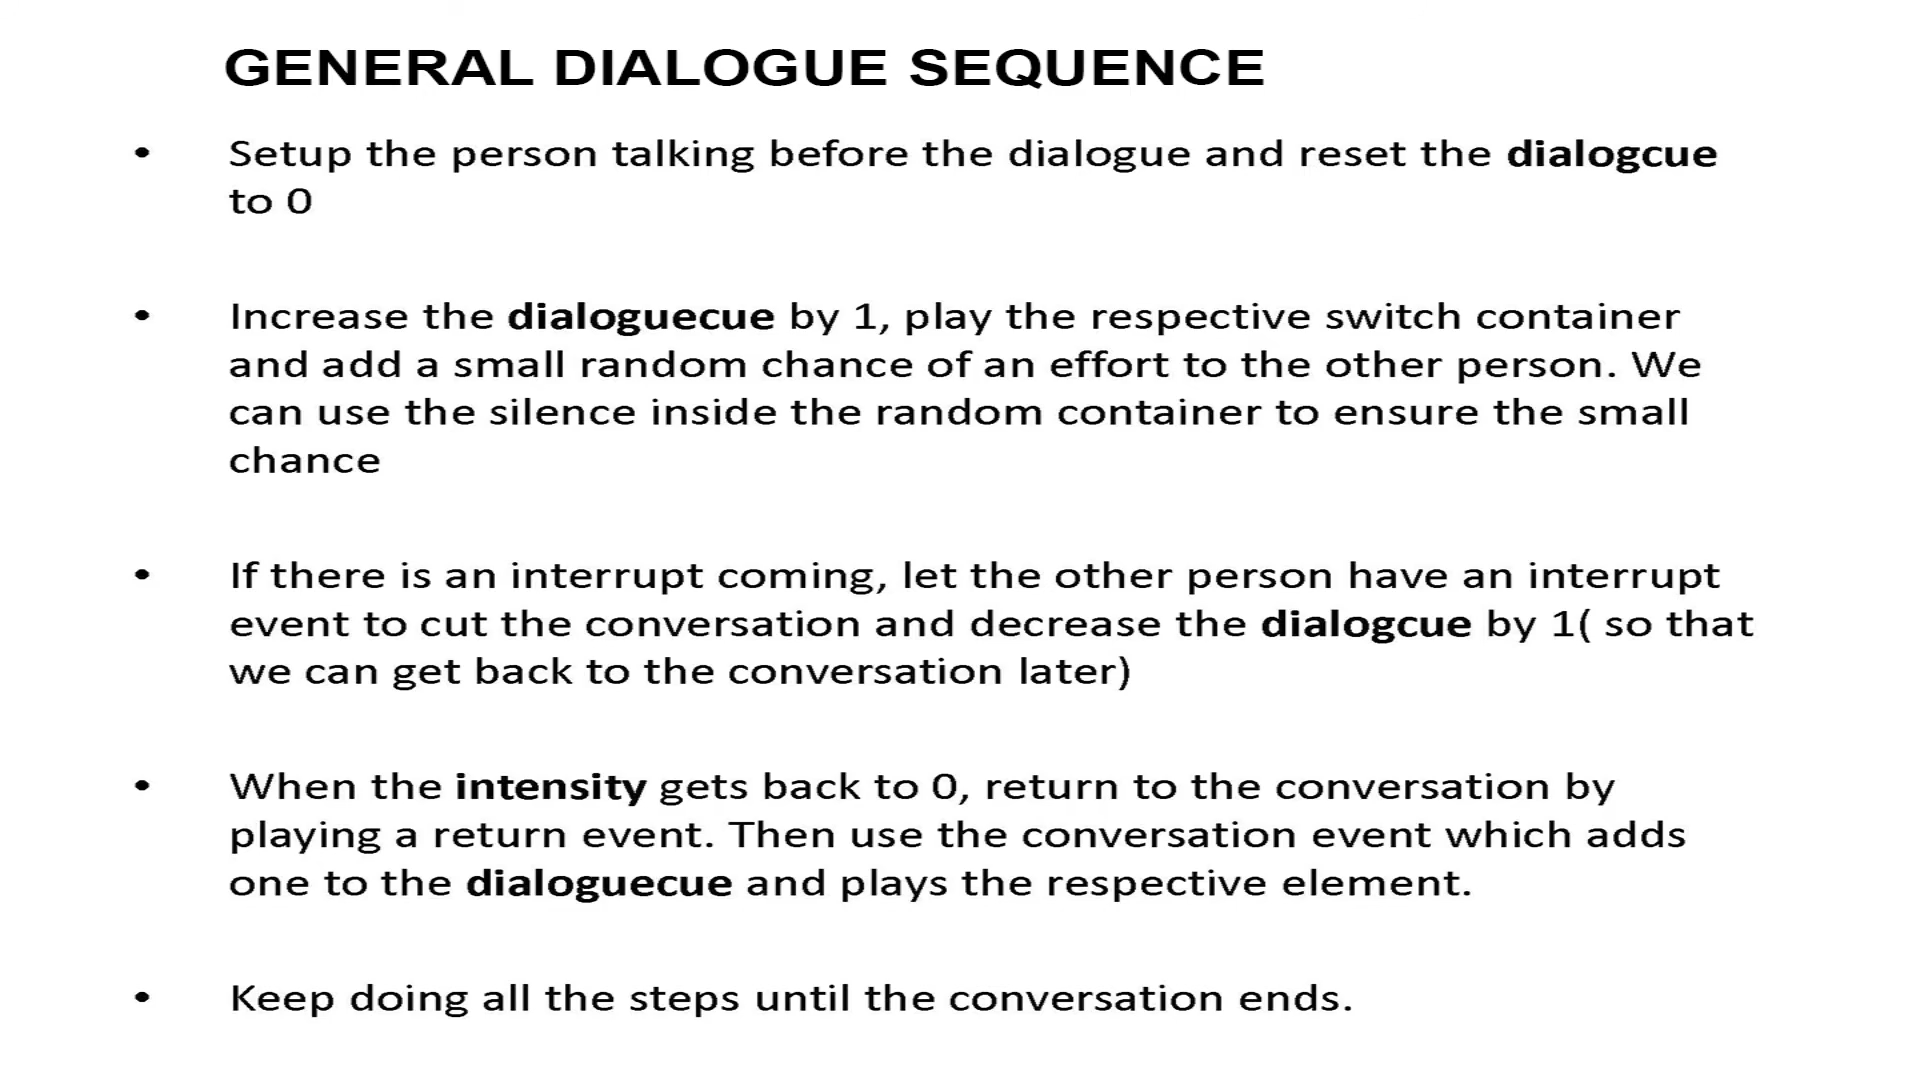 GENERAL DIALOGUE SEQUENCE
• Setup the person talking before the dialogue and reset the dialogcue
to 0
• Increase the dialoguecue by 1, play the respective switch container
and add a small random chance of an effort to the other person. We
can use the silence inside the random container to ensure the small
chance
• If there is an interrupt coming, let the other person have an interrupt
event to cut the conversation and decrease the dialogcue by 1( so that
we can get back to the conversation later)
• When the intensity gets back to 0, return to the conversation by
playing a return event. Then use the conversation event which adds
one to the dialoguecue and plays the respective element.
• Keep doing all the steps until the conversation ends.